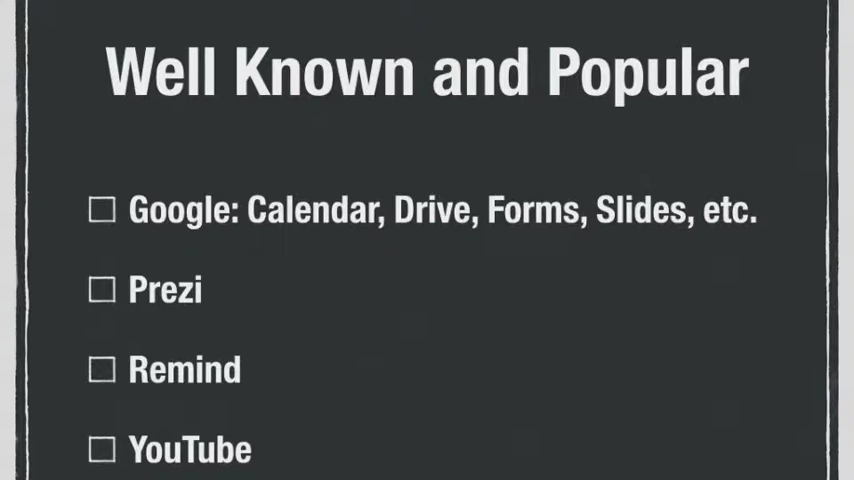 Well Known and Popular
Google: Calendar, Drive, Forms, Slides, etc.
Prezi
Remind
YouTube